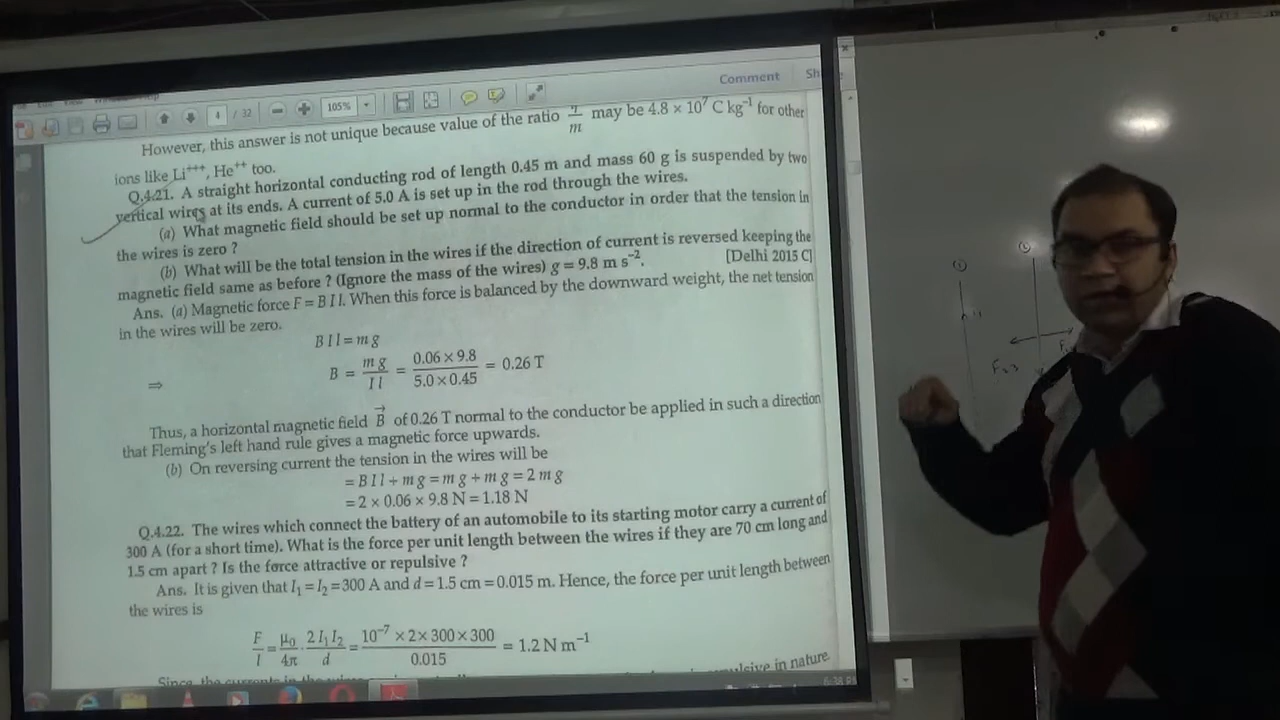 Comment
4 / 32
105%
However, this answer is not unique because value of the ratio q/m may be 4.8 × 10⁷ C kg⁻¹ for other
ions like Li⁺⁺⁺, He⁺⁺ too.
Q.4.21. A straight horizontal conducting rod of length 0.45 m and mass 60 g is suspended by two
vertical wires at its ends. A current of 5.0 A is set up in the rod through the wires.
(a) What magnetic field should be set up normal to the conductor in order that the tension in
the wires is zero ?
(b) What will be the total tension in the wires if the direction of current is reversed keeping the
magnetic field same as before ? (Ignore the mass of the wires) g = 9.8 m s⁻². [Delhi 2015 C]
Ans. (a) Magnetic force F = B I l. When this force is balanced by the downward weight, the net tension
in the wires will be zero.
B I l = m g
⇒ B = m g / I l = 0.06 × 9.8 / 5.0 × 0.45 = 0.26 T
Thus, a horizontal magnetic field B⃗ of 0.26 T normal to the conductor be applied in such a direction
that Fleming's left hand rule gives a magnetic force upwards.
(b) On reversing current the tension in the wires will be
= B I l + m g = m g + m g = 2 m g
= 2 × 0.06 × 9.8 N = 1.18 N
Q.4.22. The wires which connect the battery of an automobile to its starting motor carry a current of
300 A (for a short time). What is the force per unit length between the wires if they are 70 cm long and
1.5 cm apart ? Is the force attractive or repulsive ?
Ans. It is given that I₁ = I₂ = 300 A and d = 1.5 cm = 0.015 m. Hence, the force per unit length between
the wires is
F/l = μ₀/4π · 2 I₁ I₂/d = 10⁻⁷ × 2 × 300 × 300 / 0.015 = 1.2 N m⁻¹
Since the currents in the wires
in nature.